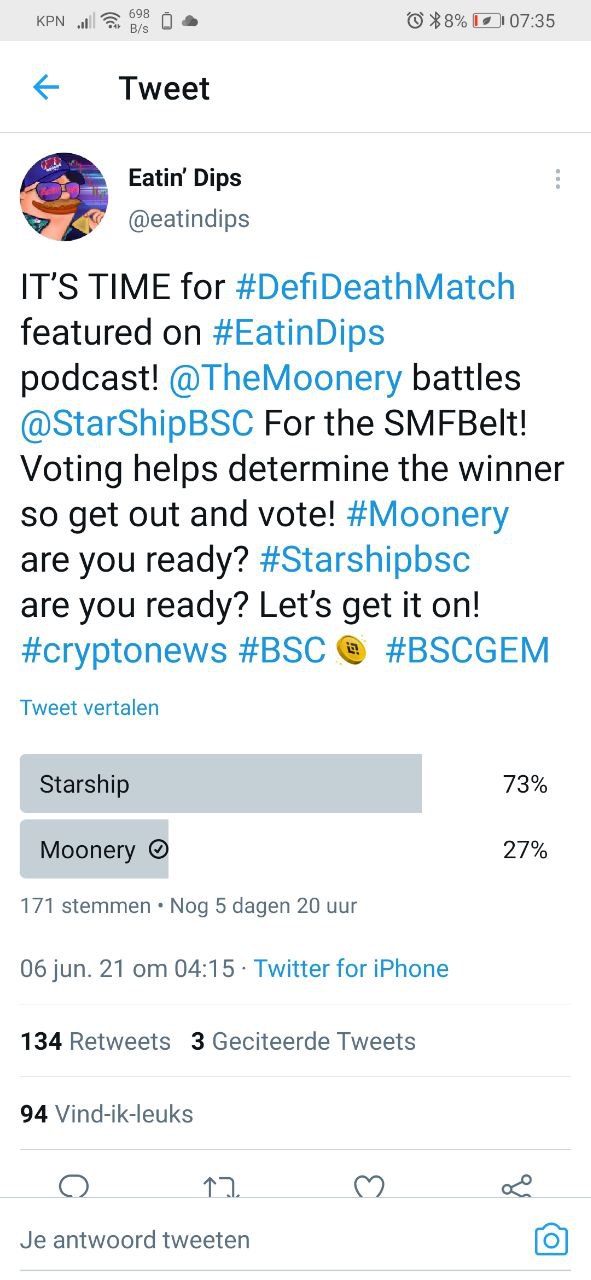 KPN 698 B/s 8% 07:35
Tweet
Eatin’ Dips
@eatindips
IT’S TIME for #DefiDeathMatch
featured on #EatinDips
podcast! @TheMoonery battles
@StarShipBSC For the SMFBelt!
Voting helps determine the winner
so get out and vote! #Moonery
are you ready? #Starshipbsc
are you ready? Let’s get it on!
#cryptonews #BSC #BSCGEM
Tweet vertalen
Starship 73%
Moonery 27%
171 stemmen • Nog 5 dagen 20 uur
06 jun. 21 om 04:15 · Twitter for iPhone
134 Retweets 3 Geciteerde Tweets
94 Vind-ik-leuks
Je antwoord tweeten